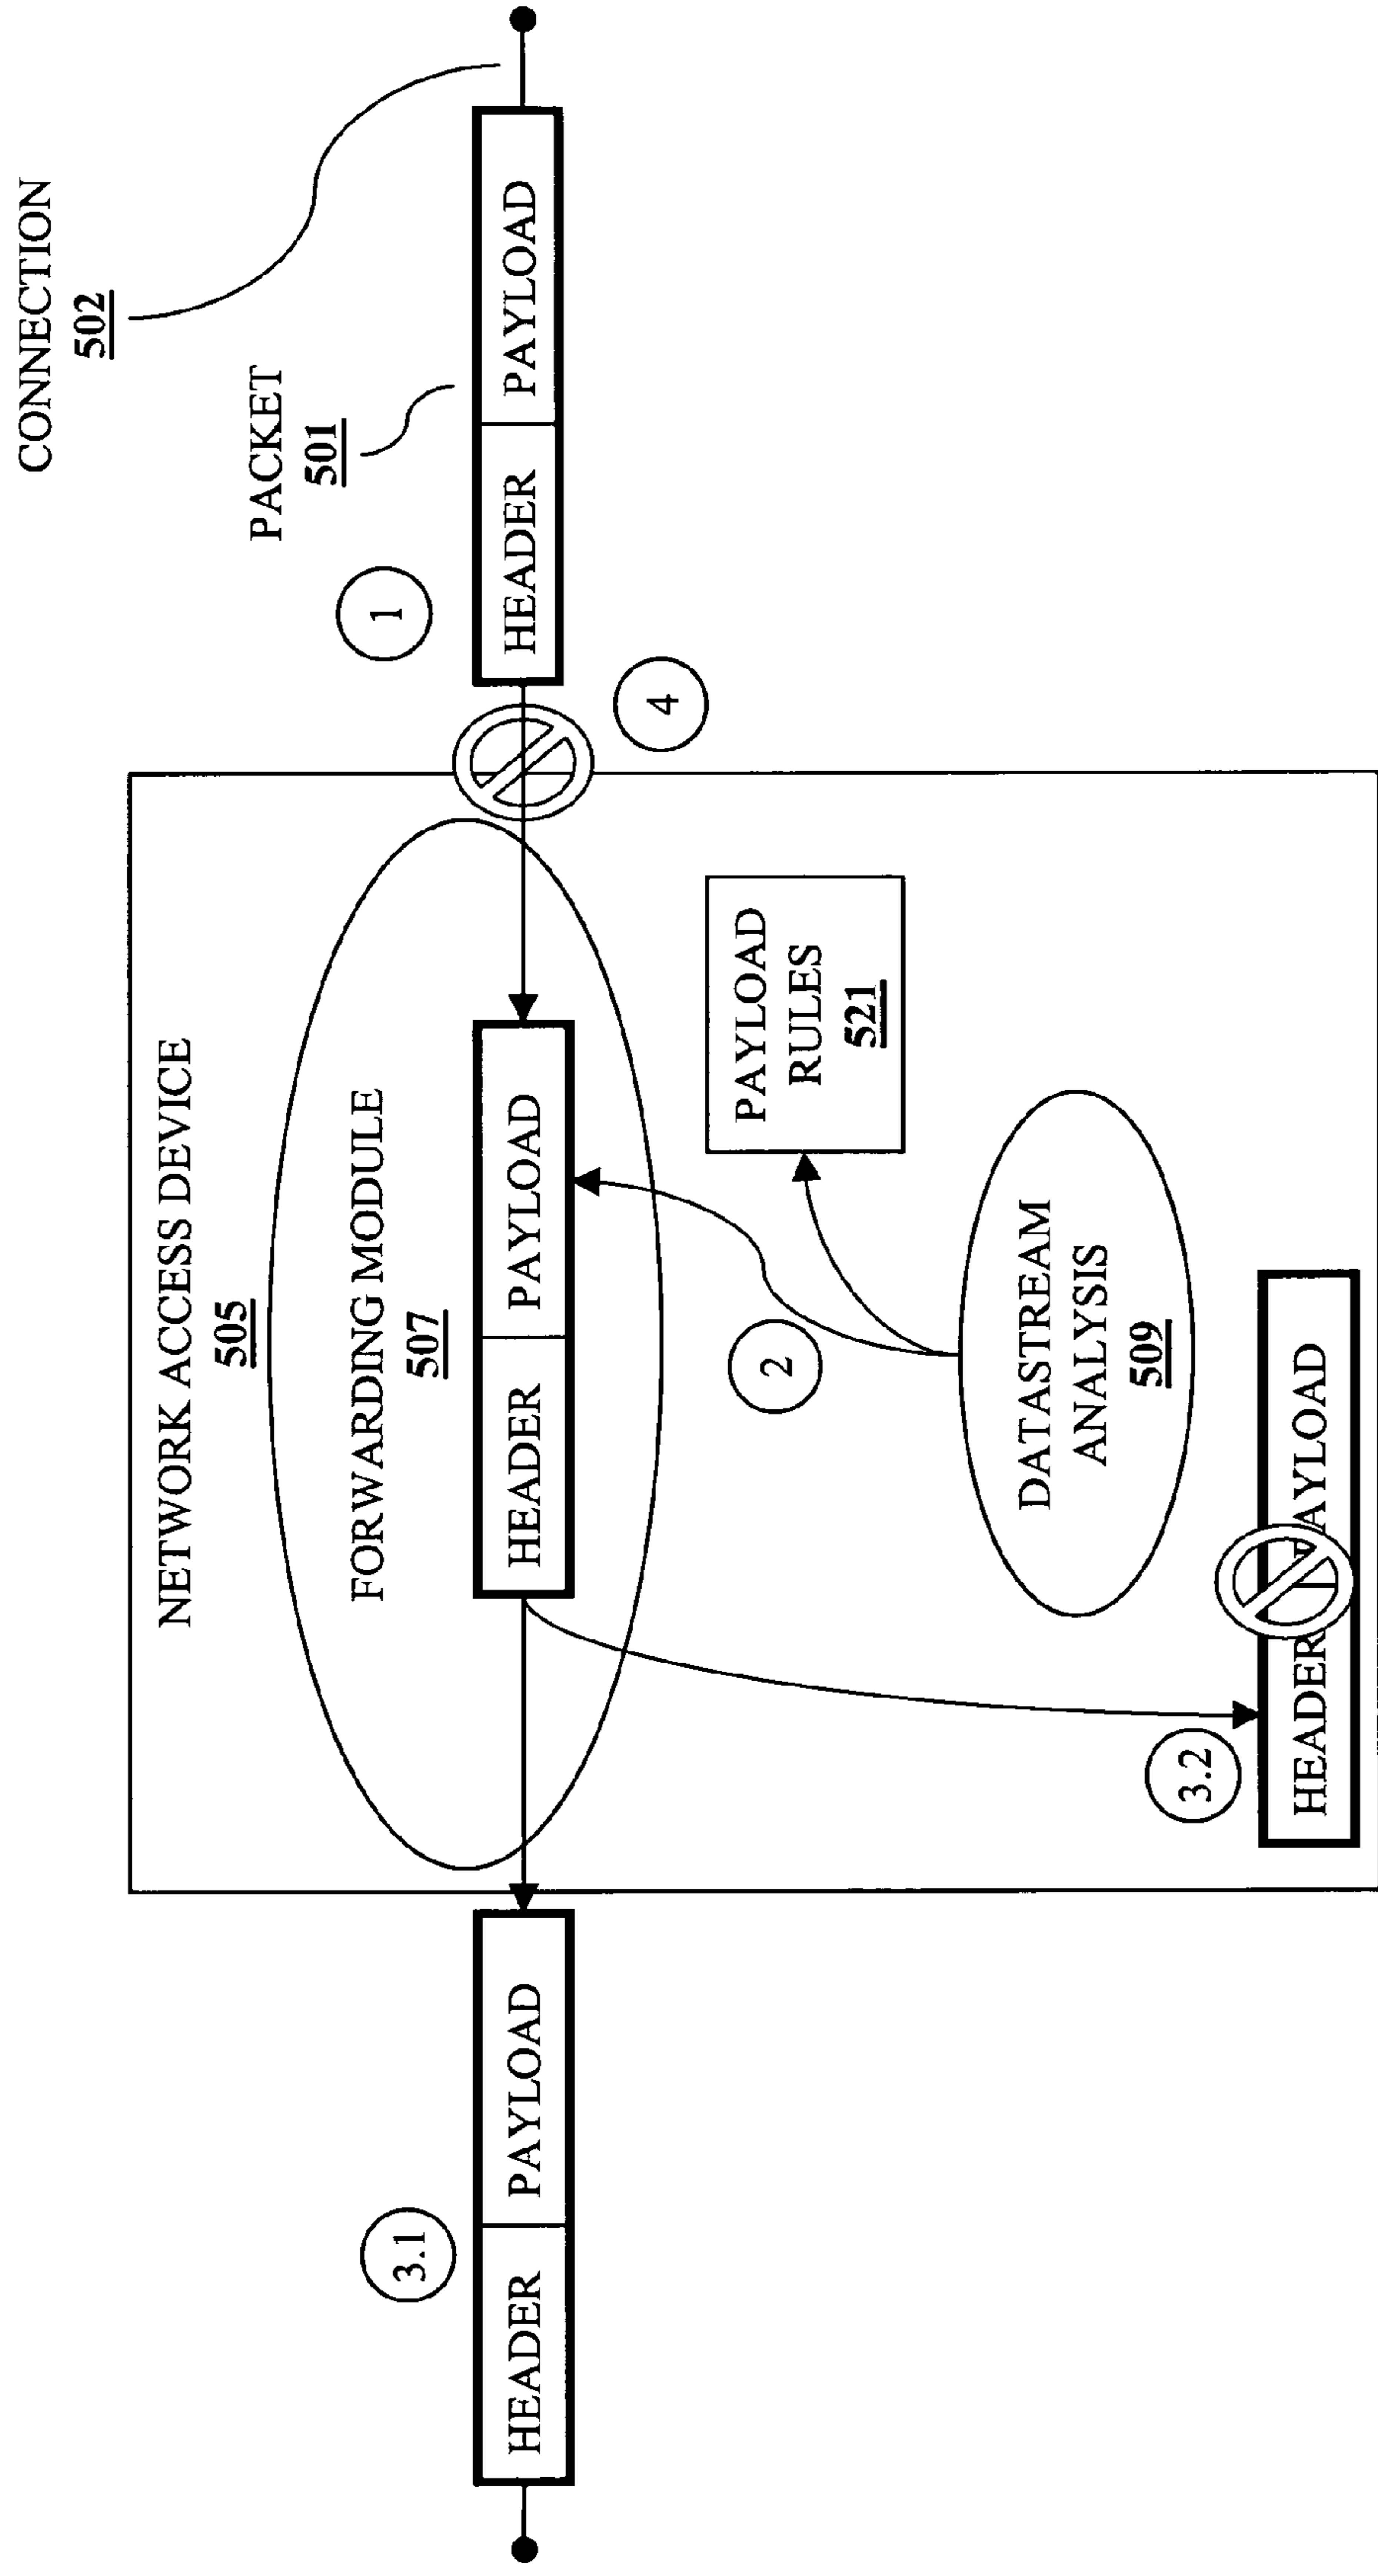 CONNECTION
502
PACKET
501
1
HEADER
PAYLOAD
4
NETWORK ACCESS DEVICE
505
FORWARDING MODULE
507
HEADER
PAYLOAD
2
PAYLOAD
RULES
521
DATASTREAM
ANALYSIS
509
3.1
HEADER
PAYLOAD
3.2
HEADER
PAYLOAD